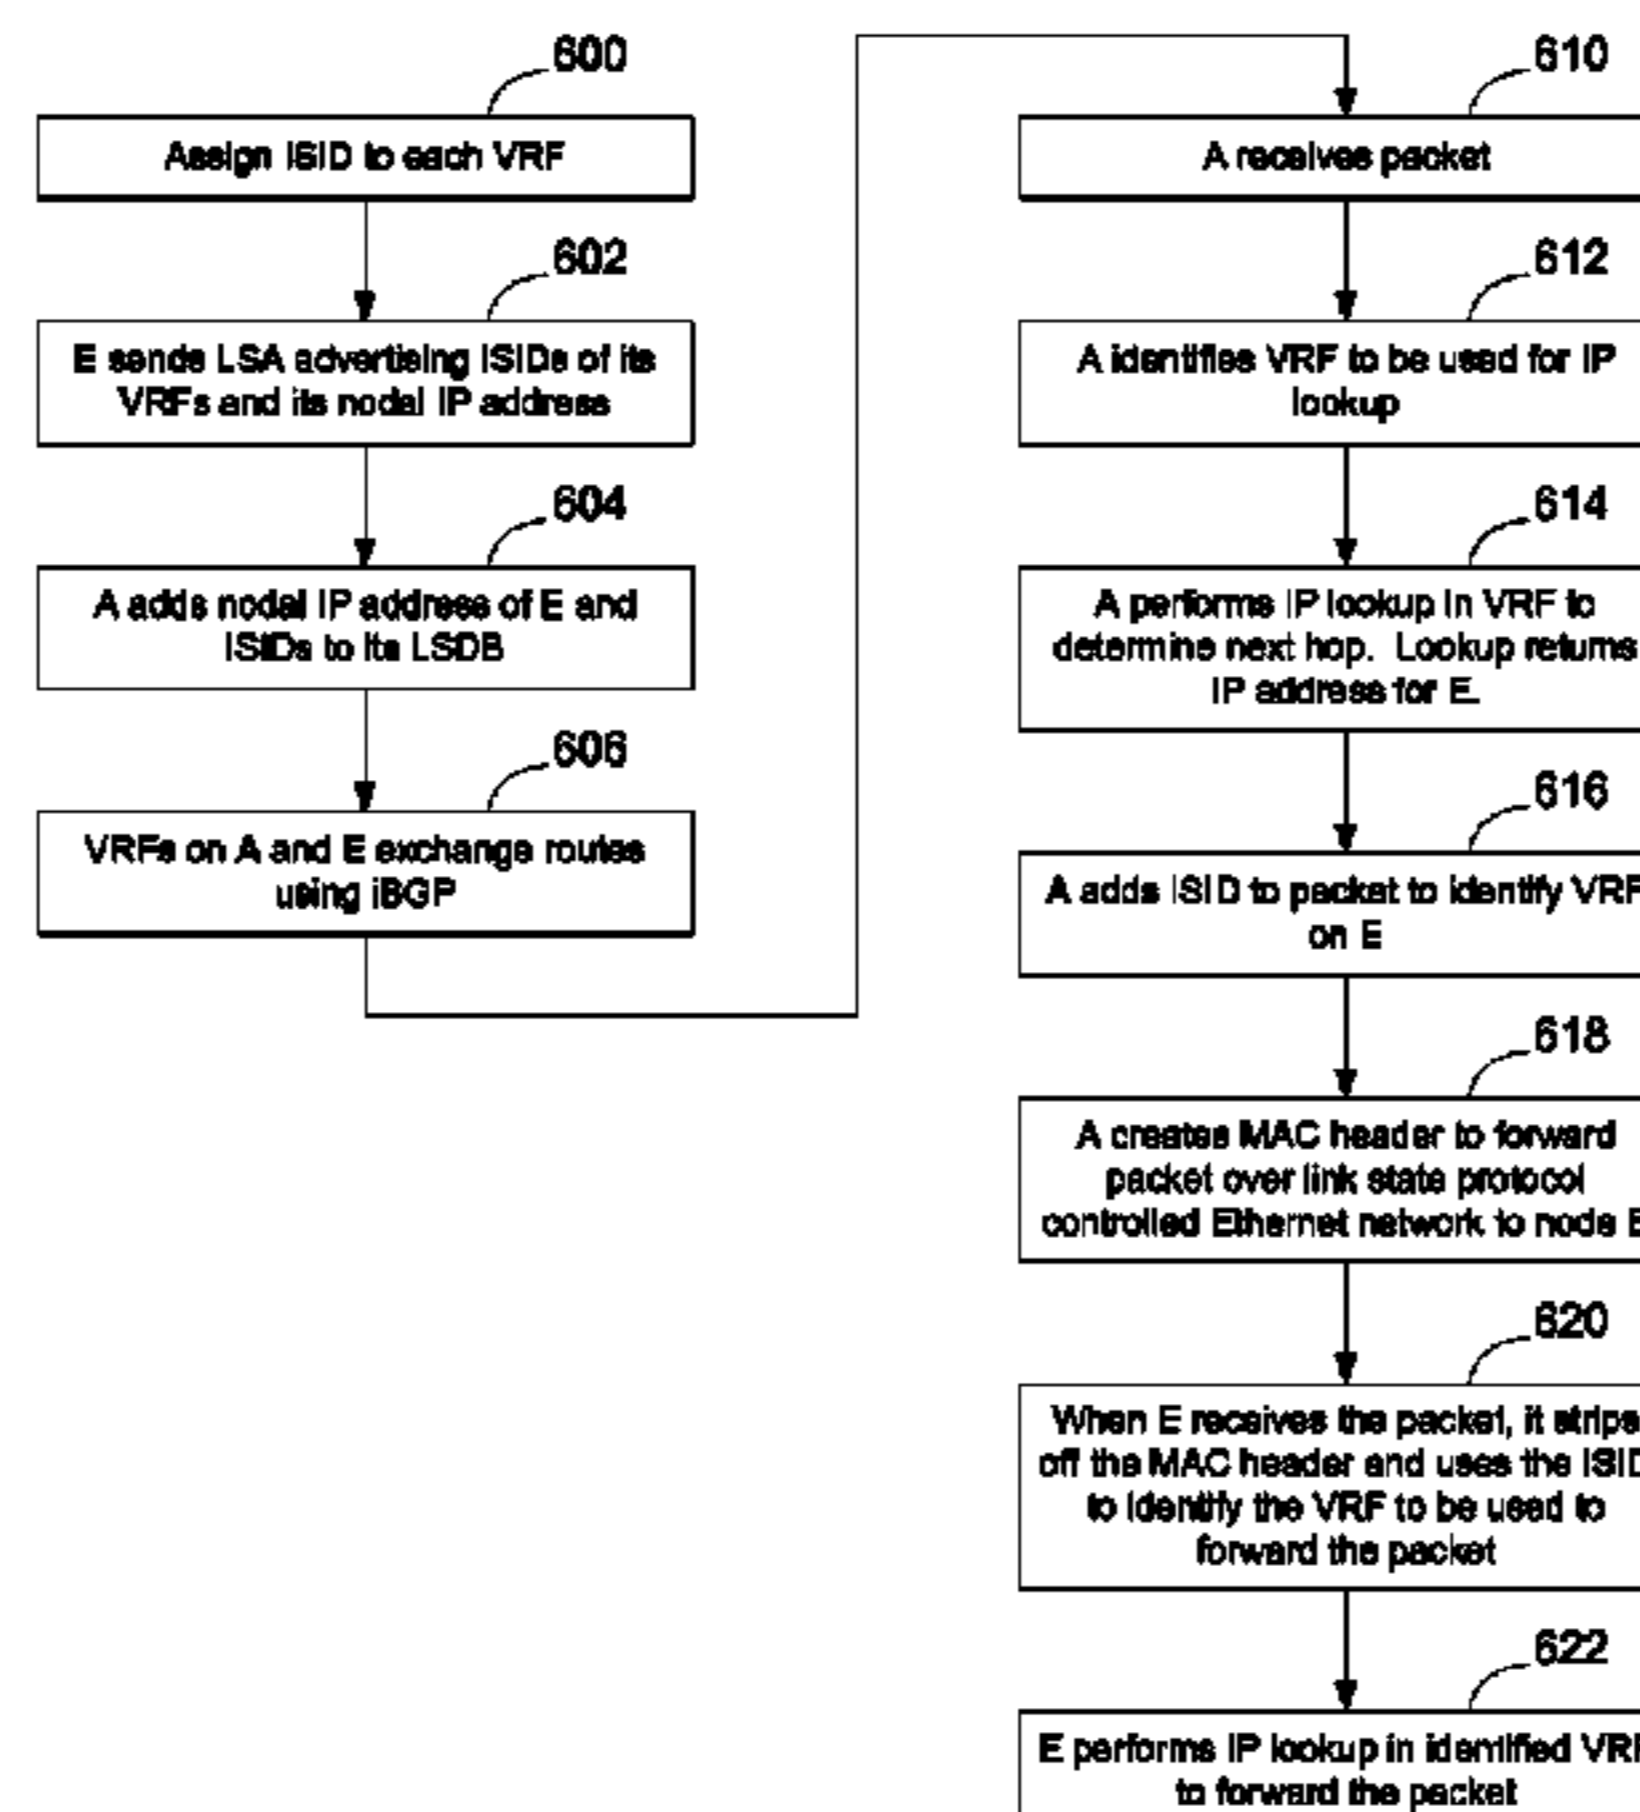 600
Assign ISID to each VRF
602
E sends LSA advertising ISIDs of its
VRFs and its nodal IP address
604
A adds nodal IP address of E and
ISIDs to its LSDB
606
VRFs on A and E exchange routes
using iBGP
610
A receives packet
612
A identifies VRF to be used for IP
lookup
614
A performs IP lookup in VRF to
determine next hop. Lookup returns
IP address for E.
616
A adds ISID to packet to identify VRF
on E
618
A creates MAC header to forward
packet over link state protocol
controlled Ethernet network to node E
620
When E receives the packet, it strips
off the MAC header and uses the ISID
to identify the VRF to be used to
forward the packet
622
E performs IP lookup in identified VRF
to forward the packet